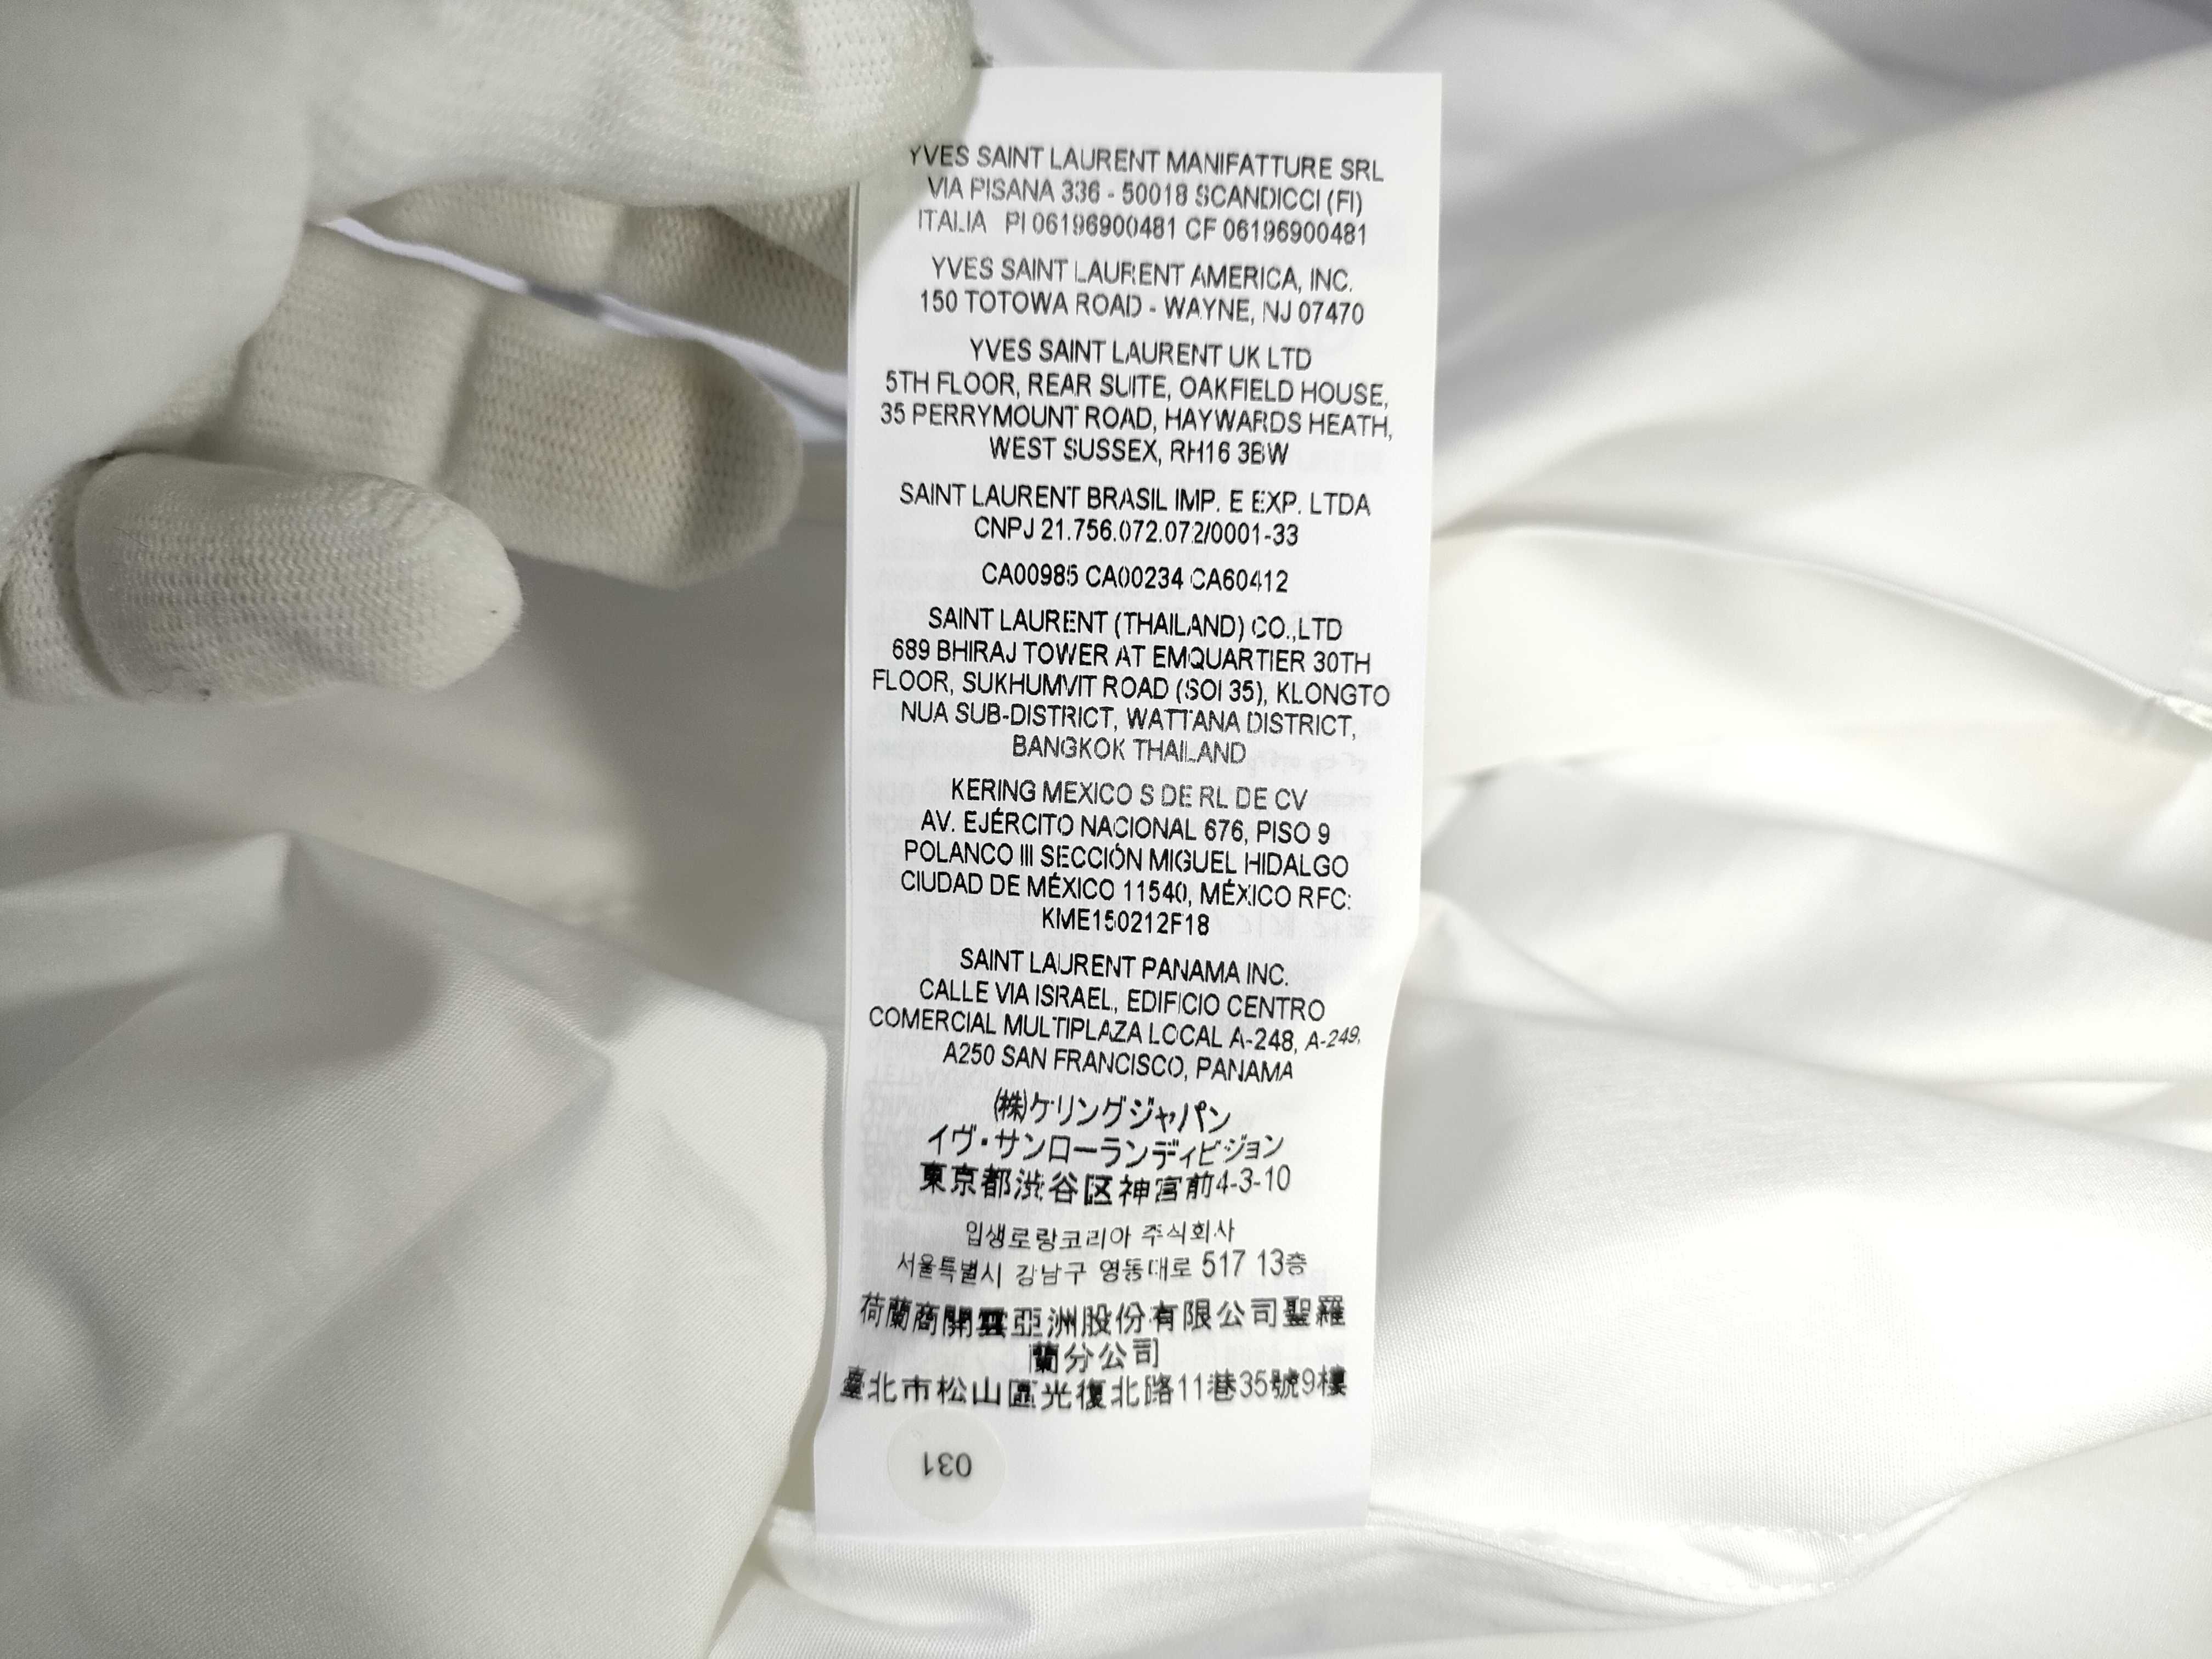 YVES SAINT LAURENT MANIFATTURE SRL
VIA PISANA 336 - 50018 SCANDICCI (FI)
ITALIA PI 06196900481 CF 06196900481
YVES SAINT LAURENT AMERICA, INC.
150 TOTOWA ROAD - WAYNE, NJ 07470
YVES SAINT LAURENT UK LTD
5TH FLOOR, REAR SUITE, OAKFIELD HOUSE,
35 PERRYMOUNT ROAD, HAYWARDS HEATH,
WEST SUSSEX, RH16 3BW
SAINT LAURENT BRASIL IMP. E EXP. LTDA
CNPJ 21.756.072.072/0001-33
CA00985 CA00234 CA60412
SAINT LAURENT (THAILAND) CO.,LTD
689 BHIRAJ TOWER AT EMQUARTIER 30TH
FLOOR, SUKHUMVIT ROAD (SOI 35), KLONGTO
NUA SUB-DISTRICT, WATTANA DISTRICT,
BANGKOK THAILAND
KERING MEXICO S DE RL DE CV
AV. EJÉRCITO NACIONAL 676, PISO 9
POLANCO III SECCIÓN MIGUEL HIDALGO
CIUDAD DE MÉXICO 11540, MÉXICO RFC:
KME150212F18
SAINT LAURENT PANAMA INC.
CALLE VIA ISRAEL, EDIFICIO CENTRO
COMERCIAL MULTIPLAZA LOCAL A-248, A-249,
A250 SAN FRANCISCO, PANAMA
(株)ケリングジャパン
イヴ・サンローランディビジョン
東京都渋谷区神宮前4-3-10
입생로랑코리아 주식회사
서울특별시 강남구 영동대로 517 13층
荷蘭商開雲亞洲股份有限公司聖羅
蘭分公司
臺北市松山區光復北路11巷35號9樓
031